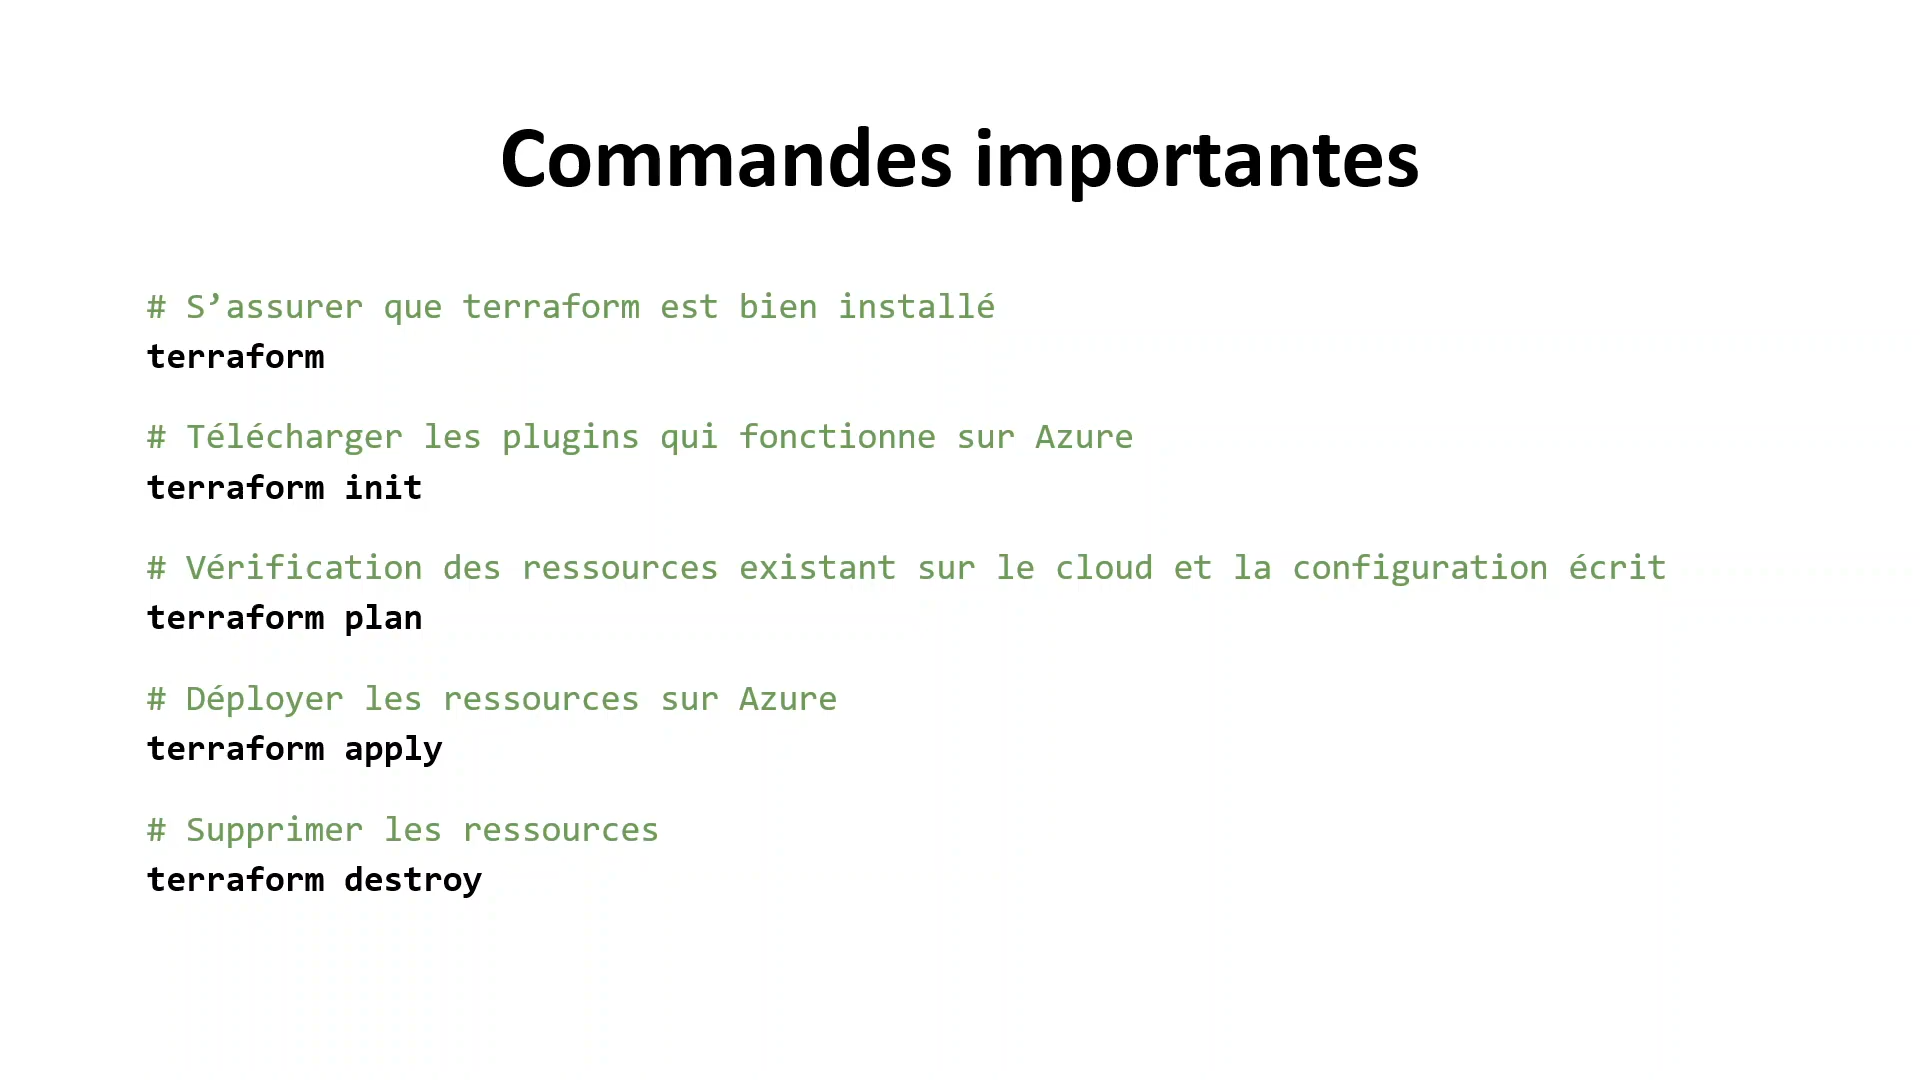 Commandes importantes
# S’assurer que terraform est bien installé
terraform
# Télécharger les plugins qui fonctionne sur Azure
terraform init
# Vérification des ressources existant sur le cloud et la configuration écrit
terraform plan
# Déployer les ressources sur Azure
terraform apply
# Supprimer les ressources
terraform destroy